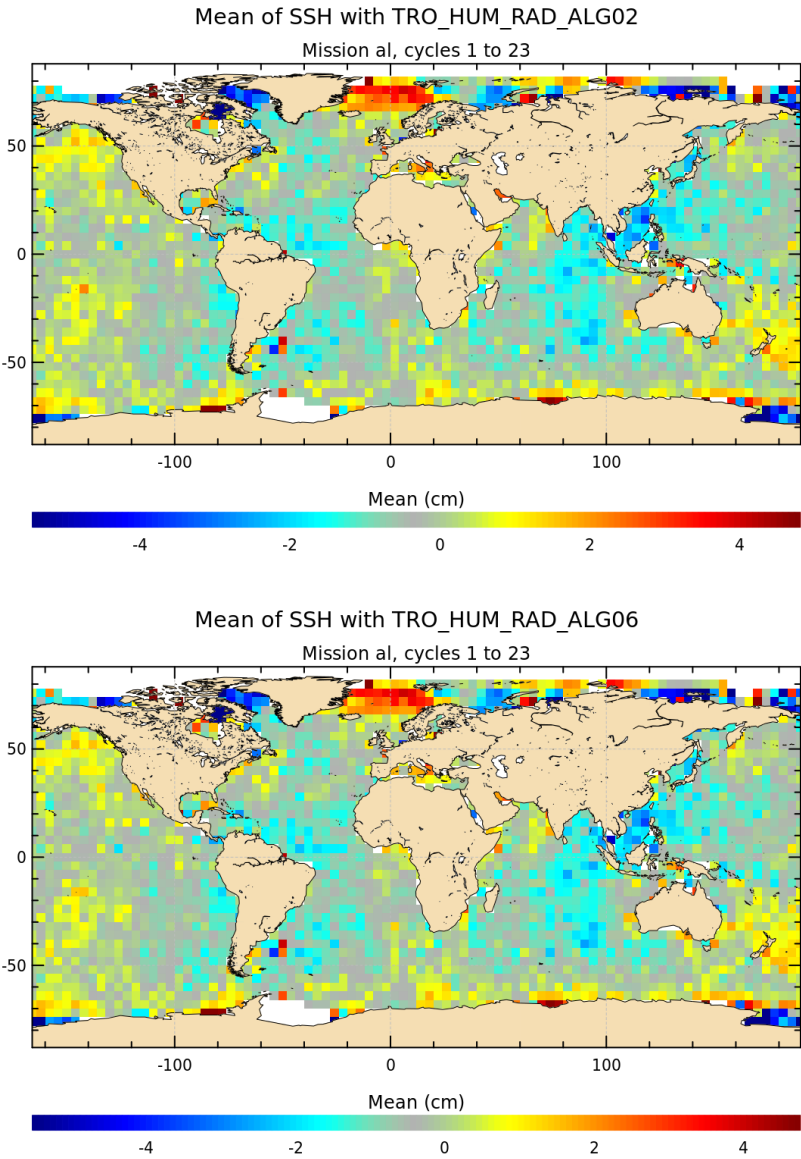 Mean of SSH with TRO_HUM_RAD_ALG02
Mission al, cycles 1 to 23
50
0
-50
-100 0 100
Mean (cm)
-4 -2 0 2 4
Mean of SSH with TRO_HUM_RAD_ALG06
Mission al, cycles 1 to 23
50
0
-50
-100 0 100
Mean (cm)
-4 -2 0 2 4